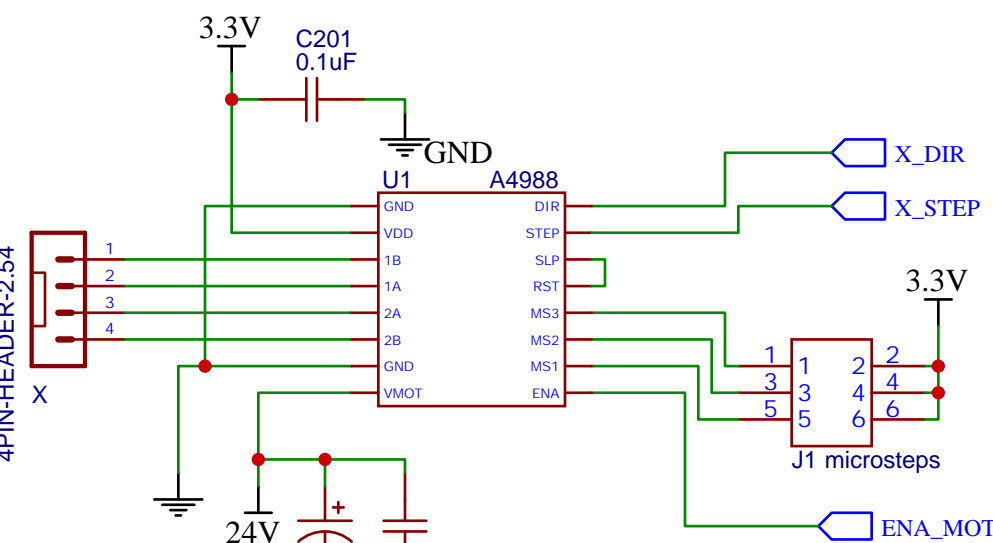 3.3V
C201
0.1uF
GND
U1 A4988
GND DIR
VDD STEP
1B SLP
1A RST
2A MS3
2B MS2
GND MS1
VMOT ENA
X_DIR
X_STEP
4PIN-HEADER-2.54
1
2
3
4
X
3.3V
1 1 2 2
3 3 4 4
5 5 6 6
J1 microsteps
24V
+
ENA_MOT